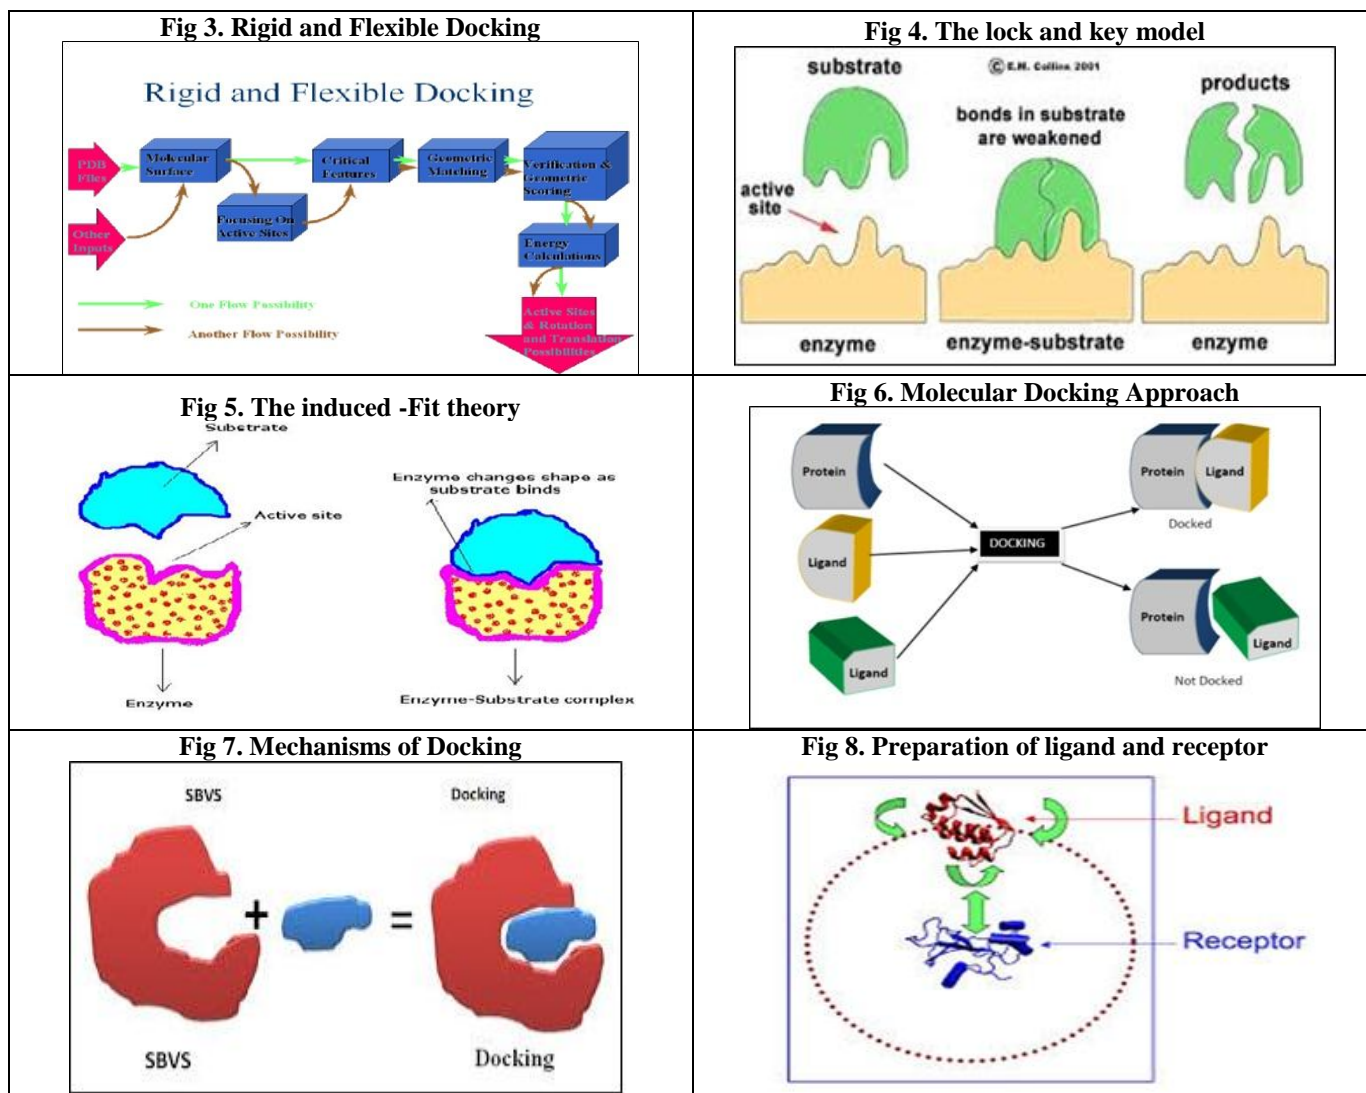 Fig 3. Rigid and Flexible Docking
Rigid and Flexible Docking
PDB
Files
Molecular
Surface
Critical
Features
Geometric
Matching
Verification &
Geometric
Scoring
Other
Inputs
Focusing On
Active Sites
Energy
Calculations
One Flow Possibility
Another Flow Possibility
Active Sites
& Rotation
and Translation
Possibilities
Fig 4. The lock and key model
substrate
© E.M. Collins 2001
products
bonds in substrate
are weakened
active
site
enzyme
enzyme-substrate
enzyme
Fig 5. The induced -Fit theory
Substrate
Enzyme changes shape as
substrate binds
Active site
Enzyme
Enzyme-Substrate complex
Fig 6. Molecular Docking Approach
Protein
Ligand
Ligand
DOCKING
Protein
Ligand
Docked
Protein
Ligand
Not Docked
Fig 7. Mechanisms of Docking
SBVS
Docking
+
=
SBVS
Docking
Fig 8. Preparation of ligand and receptor
Ligand
Receptor